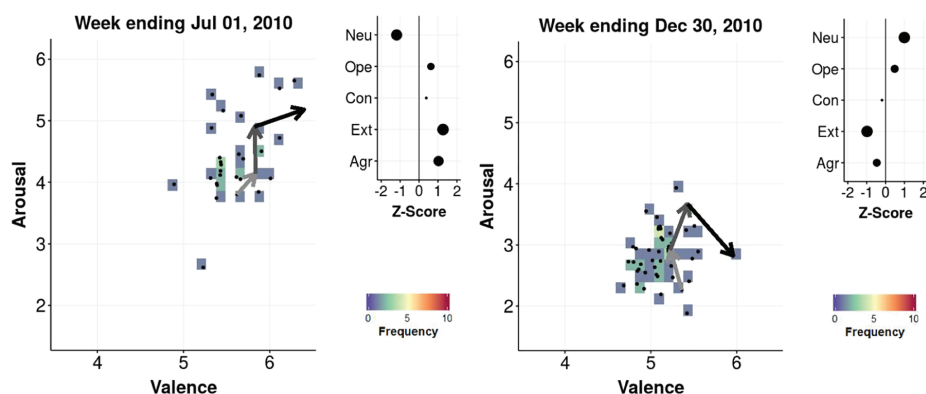 Week ending Jul 01, 2010
Arousal
6
5
4
3
2
4 5 6
Valence
Neu
Ope
Con
Ext
Agr
-2 -1 0 1 2
Z-Score
0 5 10
Frequency
Week ending Dec 30, 2010
Arousal
6
5
4
3
2
4 5 6
Valence
Neu
Ope
Con
Ext
Agr
-2 -1 0 1 2
Z-Score
0 5 10
Frequency